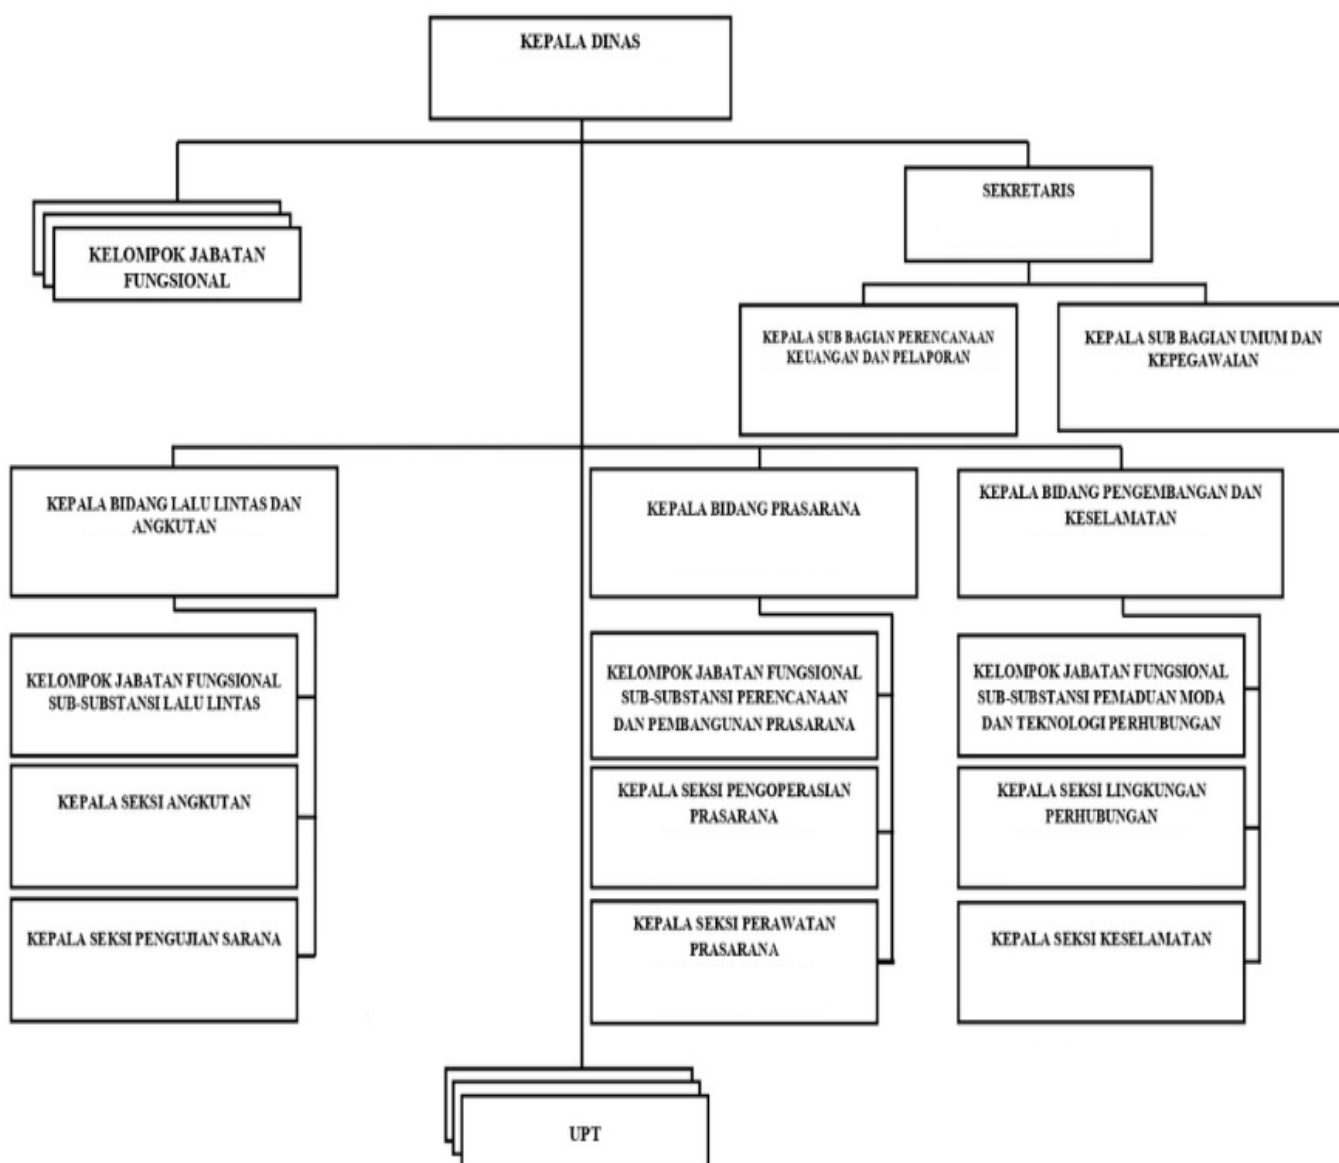 KEPALA DINAS
SEKRETARIS
KELOMPOK JABATAN
FUNGSIONAL
KEPALA SUB BAGIAN PERENCANAAN
KEUANGAN DAN PELAPORAN
KEPALA SUB BAGIAN UMUM DAN
KEPEGAWAIAN
KEPALA BIDANG LALU LINTAS DAN
ANGKUTAN
KEPALA BIDANG PRASARANA
KEPALA BIDANG PENGEMBANGAN DAN
KESELAMATAN
KELOMPOK JABATAN FUNGSIONAL
SUB-SUBSTANSI LALU LINTAS
KELOMPOK JABATAN FUNGSIONAL
SUB-SUBSTANSI PERENCANAAN
DAN PEMBANGUNAN PRASARANA
KELOMPOK JABATAN FUNGSIONAL
SUB-SUBSTANSI PEMADUAN MODA
DAN TEKNOLOGI PERHUBUNGAN
KEPALA SEKSI ANGKUTAN
KEPALA SEKSI PENGOPERASIAN
PRASARANA
KEPALA SEKSI LINGKUNGAN
PERHUBUNGAN
KEPALA SEKSI PENGUJIAN SARANA
KEPALA SEKSI PERAWATAN
PRASARANA
KEPALA SEKSI KESELAMATAN
UPT